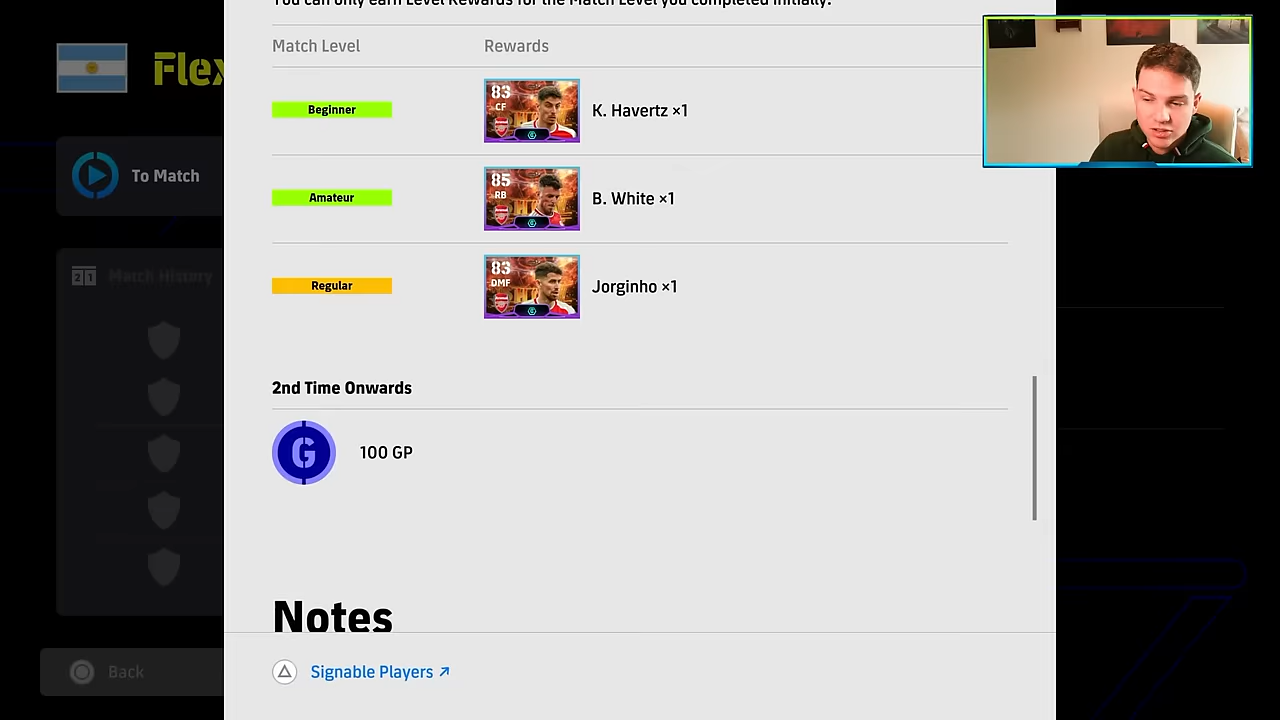 You can only earn Level Rewards for the Match Level you completed initially.
Match Level Rewards
Flex
Beginner
83
CF
K. Havertz ×1
To Match
Amateur
85
RB
B. White ×1
Match History
Regular
83
DMF
Jorginho ×1
2nd Time Onwards
G
100 GP
Notes
Back
Signable Players